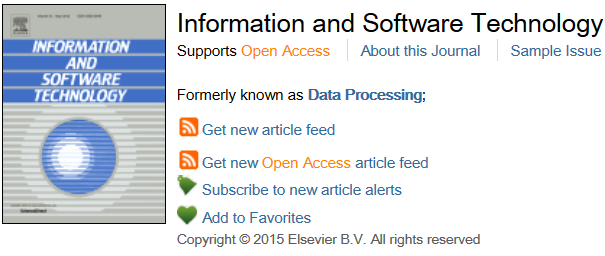 Information and Software Technology
Supports Open Access About this Journal Sample Issue
Formerly known as Data Processing;
Get new article feed
Get new Open Access article feed
Subscribe to new article alerts
Add to Favorites
Copyright © 2015 Elsevier B.V. All rights reserved
INFORMATION
AND
SOFTWARE
TECHNOLOGY
ScienceDirect